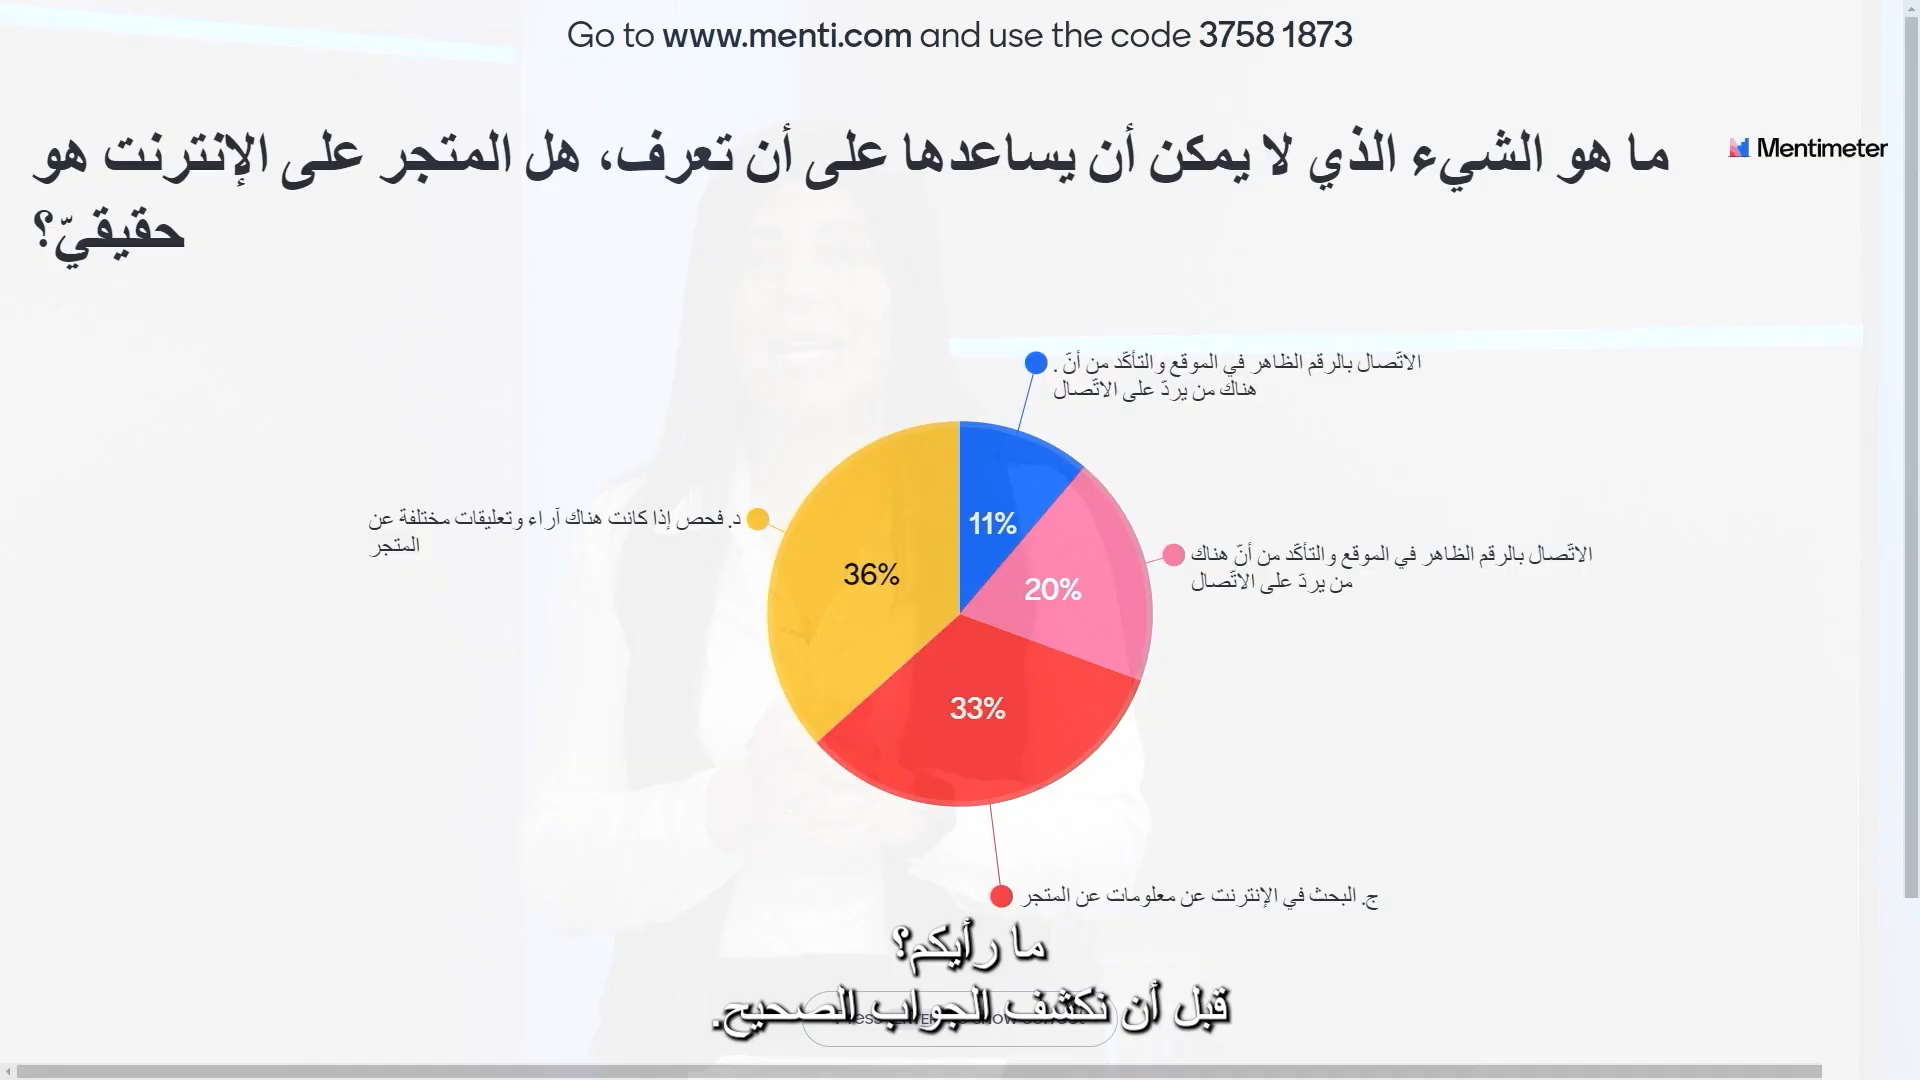 Go to www.menti.com and use the code 3758 1873
Mentimeter
ما هو الشيء الذي لا يمكن أن يساعدها على أن تعرف، هل المتجر على الإنترنت هو
حقيقيّ؟
الاتّصال بالرقم الظاهر في الموقع والتأكّد من أنّ .
هناك من يردّ على الاتّصال
11%
د. فحص إذا كانت هناك آراء وتعليقات مختلفة عن
المتجر
36%
الاتّصال بالرقم الظاهر في الموقع والتأكّد من أنّ هناك
من يردّ على الاتّصال
20%
33%
ج. البحث في الإنترنت عن معلومات عن المتجر
ما رأيكم؟
قبل أن نكشف الجواب الصحيح.